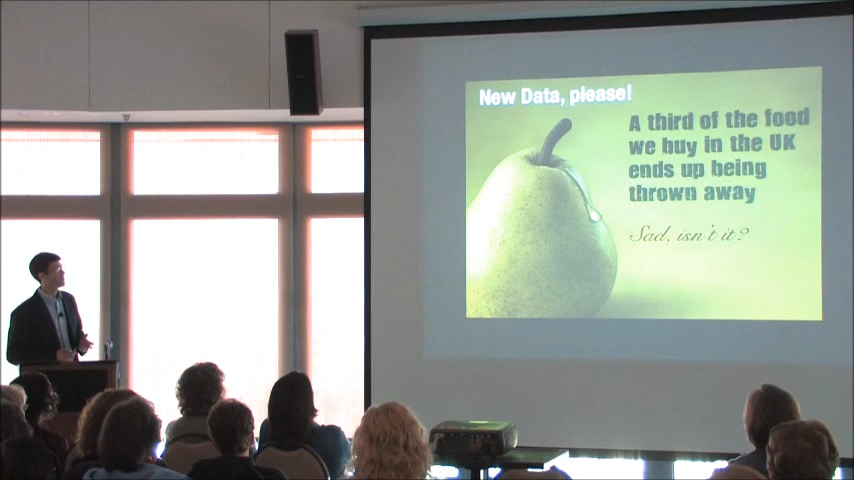 New Data, please!
A third of the food
we buy in the UK
ends up being
thrown away
Sad, isn't it?